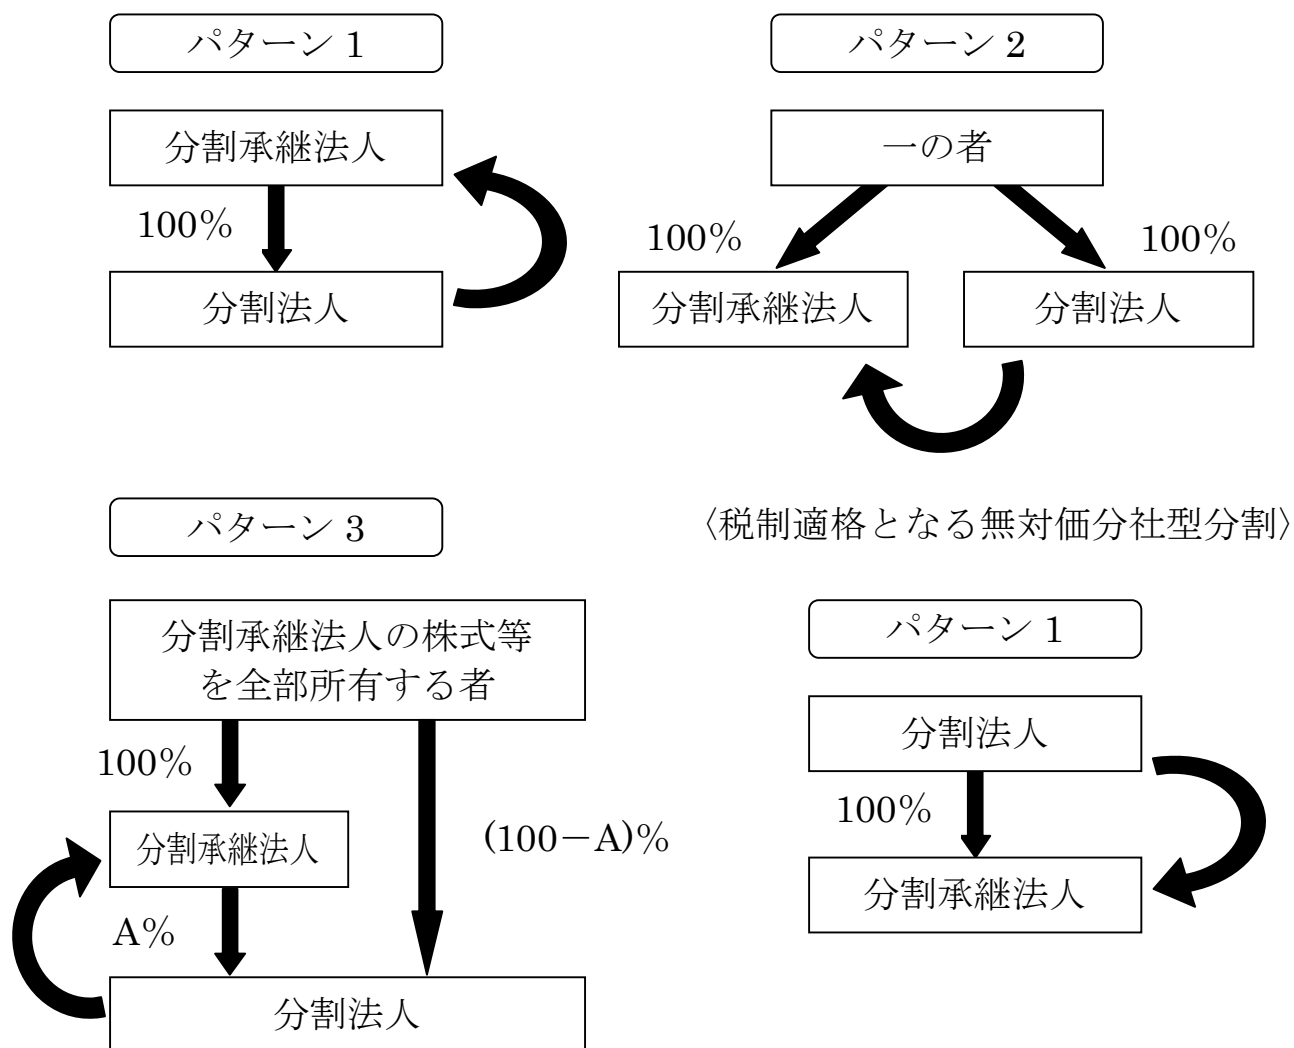 パターン 1
分割承継法人
100%
分割法人
パターン 2
一の者
100%
100%
分割承継法人
分割法人
パターン 3
分割承継法人の株式等
を全部所有する者
100%
分割承継法人
(100－A)%
A%
分割法人
〈税制適格となる無対価分社型分割〉
パターン 1
分割法人
100%
分割承継法人